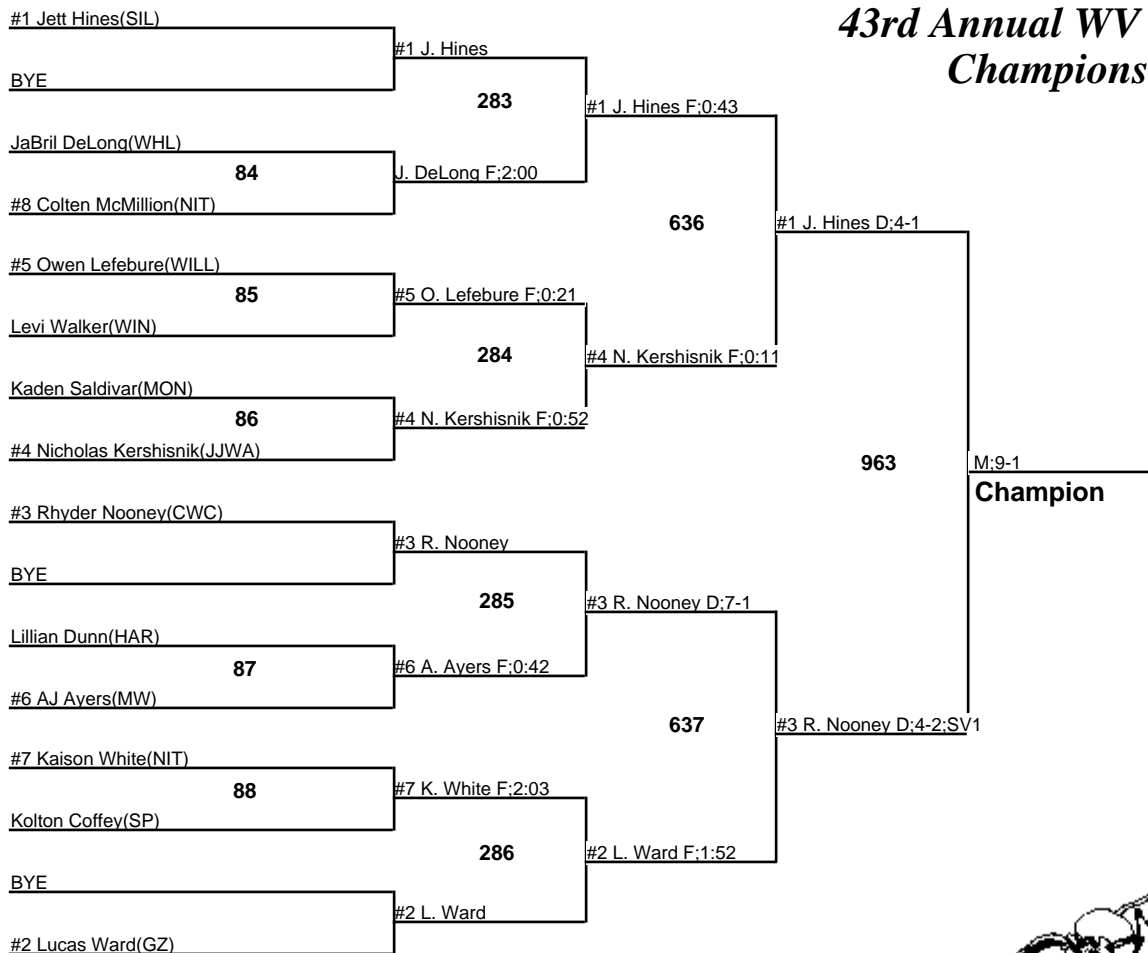 43rd Annual WV
Champions
#1 Jett Hines(SIL)
#1 J. Hines
BYE
283
#1 J. Hines F;0:43
JaBril DeLong(WHL)
84
J. DeLong F;2:00
#8 Colten McMillion(NIT)
636
#1 J. Hines D;4-1
#5 Owen Lefebure(WILL)
85
#5 O. Lefebure F;0:21
Levi Walker(WIN)
284
#4 N. Kershisnik F;0:11
Kaden Saldivar(MON)
86
#4 N. Kershisnik F;0:52
#4 Nicholas Kershisnik(JJWA)
963
M;9-1
Champion
#3 Rhyder Nooney(CWC)
#3 R. Nooney
BYE
285
#3 R. Nooney D;7-1
Lillian Dunn(HAR)
87
#6 A. Ayers F;0:42
#6 AJ Ayers(MW)
637
#3 R. Nooney D;4-2;SV1
#7 Kaison White(NIT)
88
#7 K. White F;2:03
Kolton Coffey(SP)
286
#2 L. Ward F;1:52
BYE
#2 L. Ward
#2 Lucas Ward(GZ)